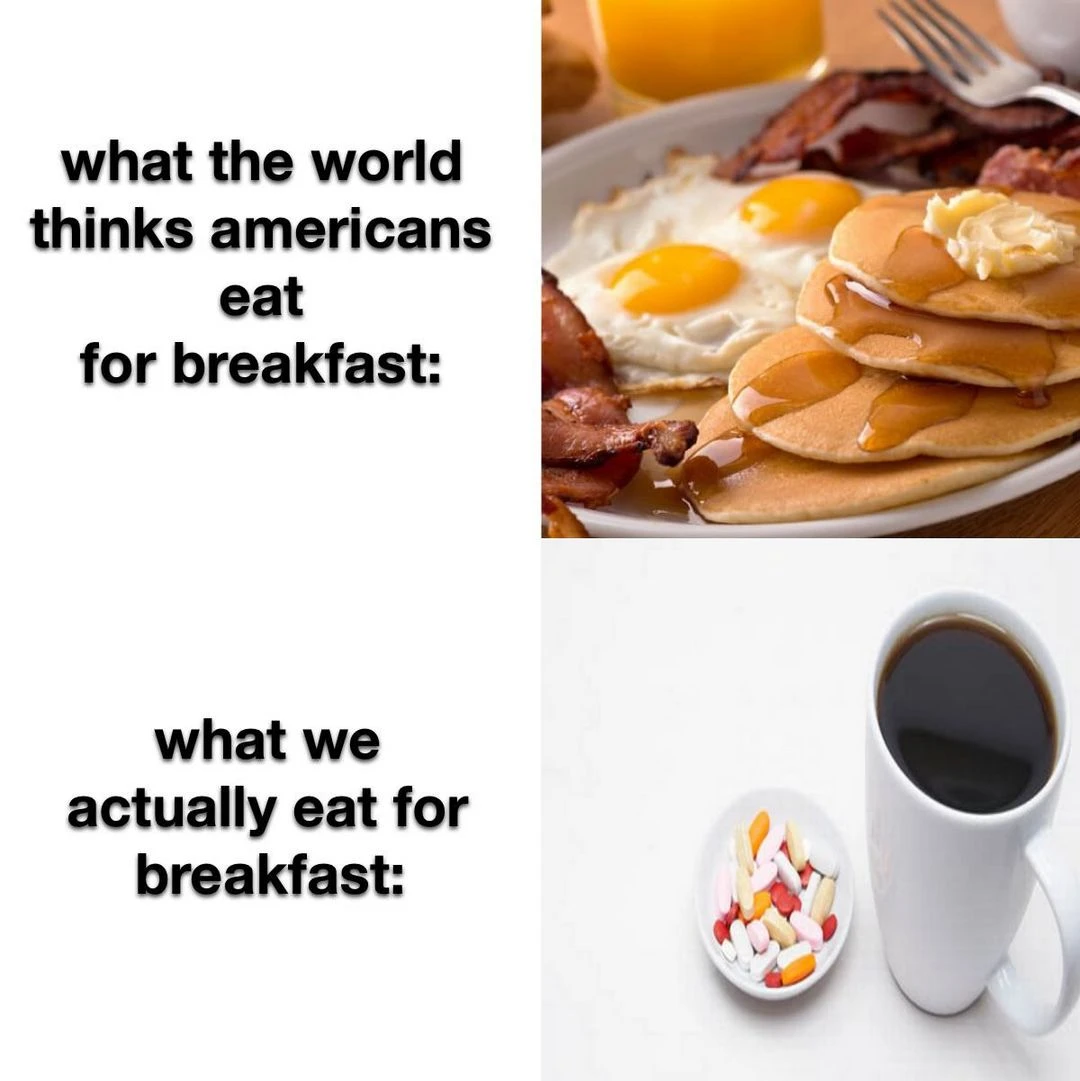 what the world
thinks americans
eat
for breakfast:
what we
actually eat for
breakfast: